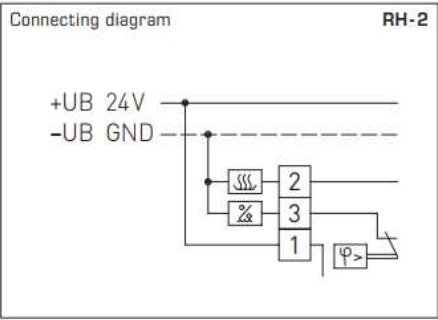 Connecting diagram RH-2
+UB 24V
-UB GND
2
% 3
1
φ>